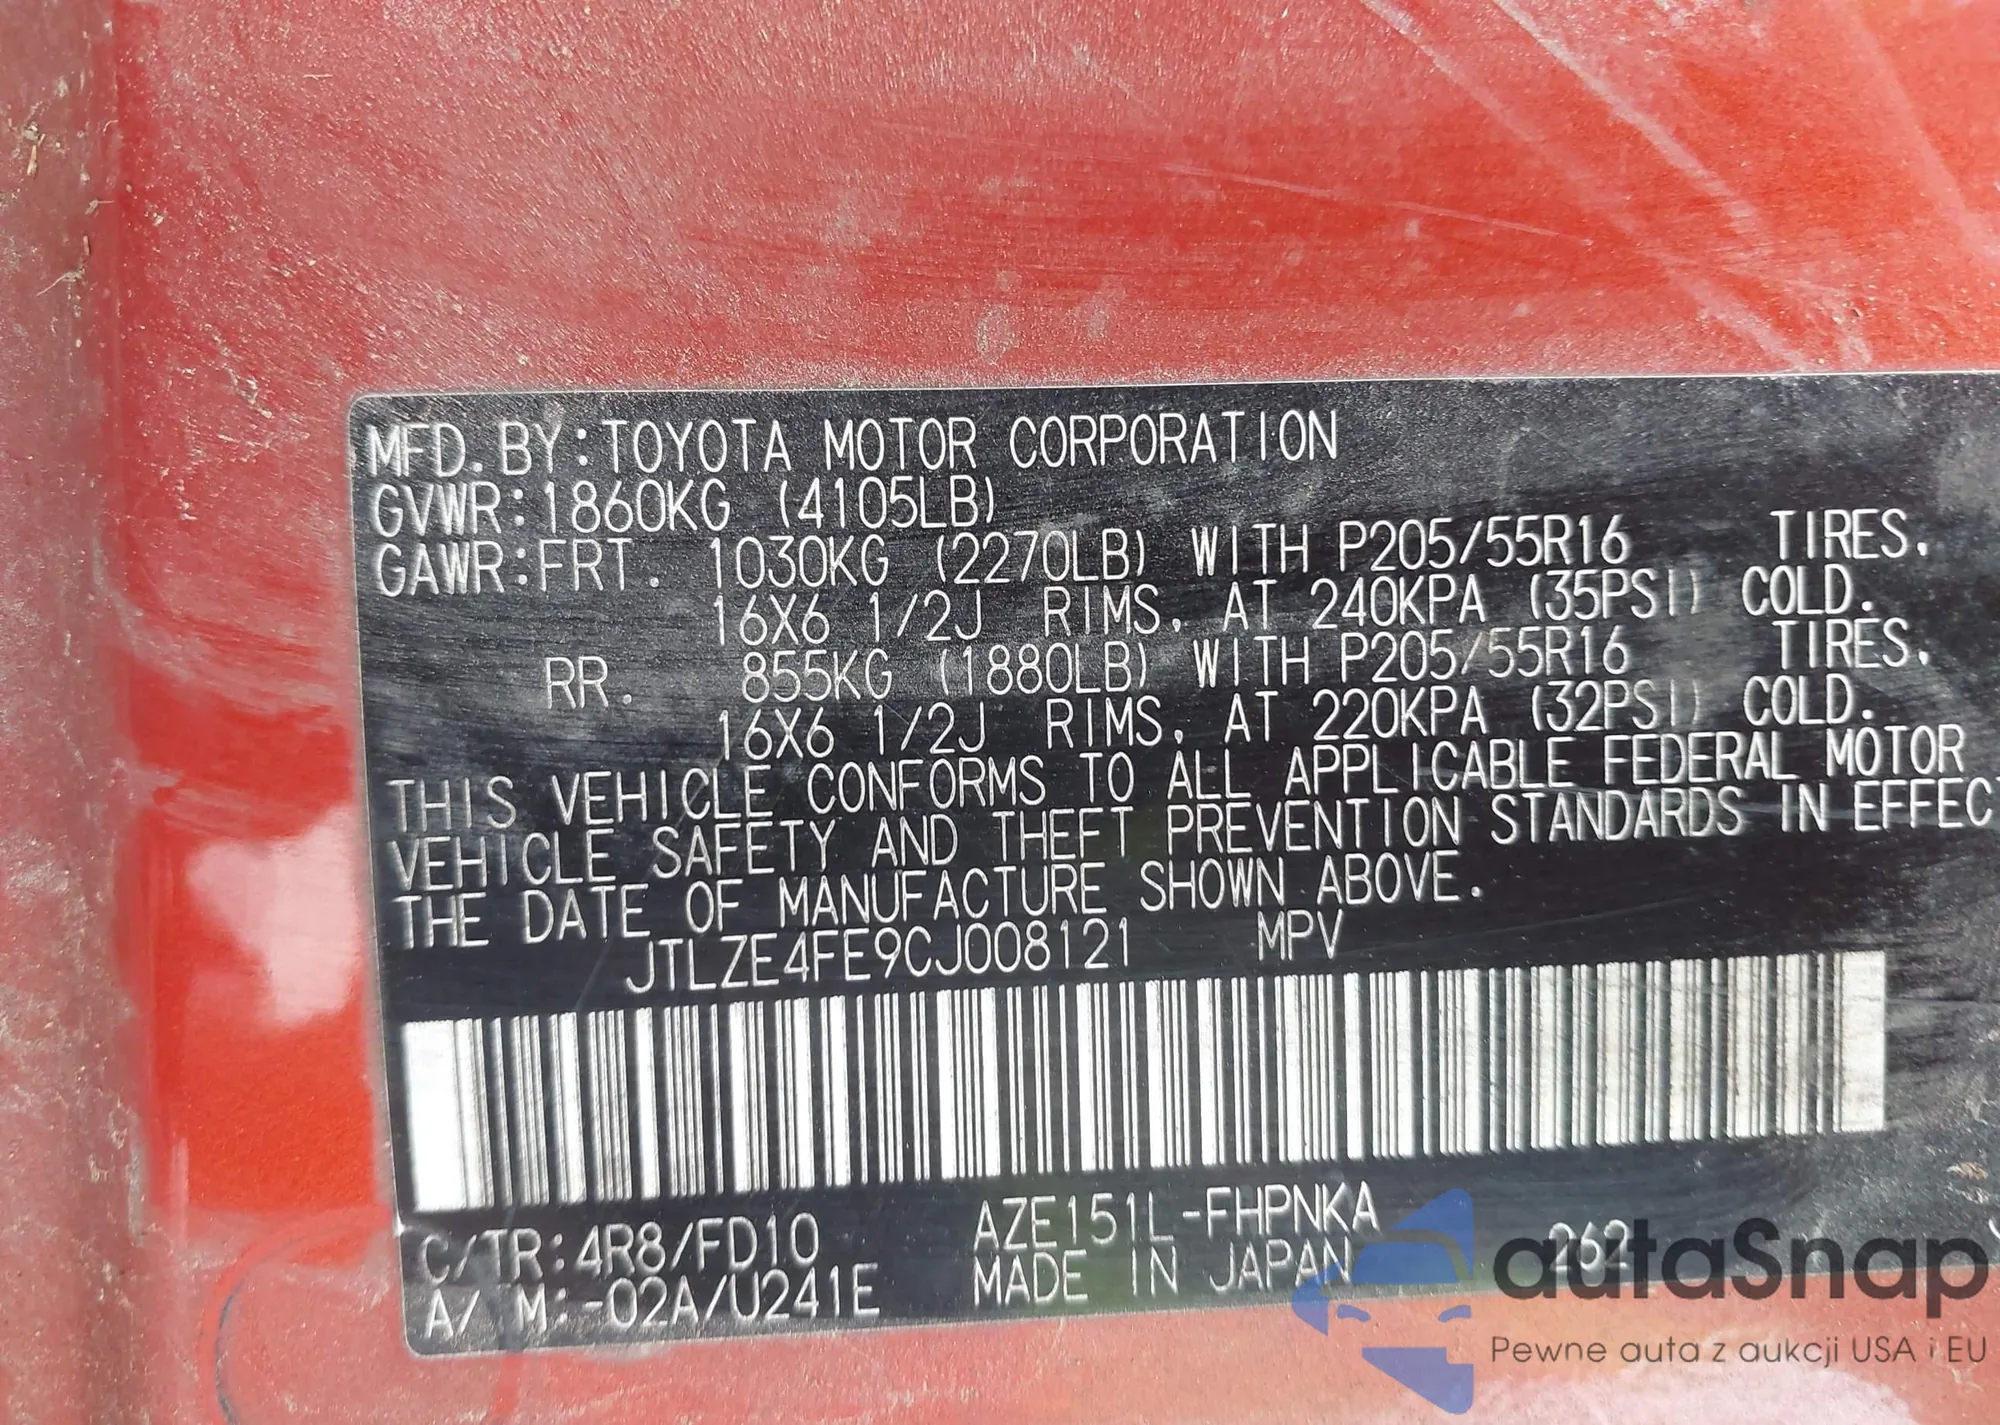 MFD. BY: TOYOTA MOTOR CORPORATION
GVWR: 1860KG (4105LB)
GAWR: FRT. 1030KG (2270LB) WITH P205/55R16 TIRES,
16X6 1/2J RIMS, AT 240KPA (35PSI) COLD.
RR. 855KG (1880LB) WITH P205/55R16 TIRES,
16X6 1/2J RIMS, AT 220KPA (32PSI) COLD.
THIS VEHICLE CONFORMS TO ALL APPLICABLE FEDERAL MOTOR
VEHICLE SAFETY AND THEFT PREVENTION STANDARDS IN EFFEC
THE DATE OF MANUFACTURE SHOWN ABOVE.
JTLZE4FE9CJ008121 MPV
C/TR: 4R8/FD10 AZE151L-FHPNKA
A/ M: -02A/U241E MADE IN JAPAN 262
autaSnap
Pewne auta z aukcji USA i EU